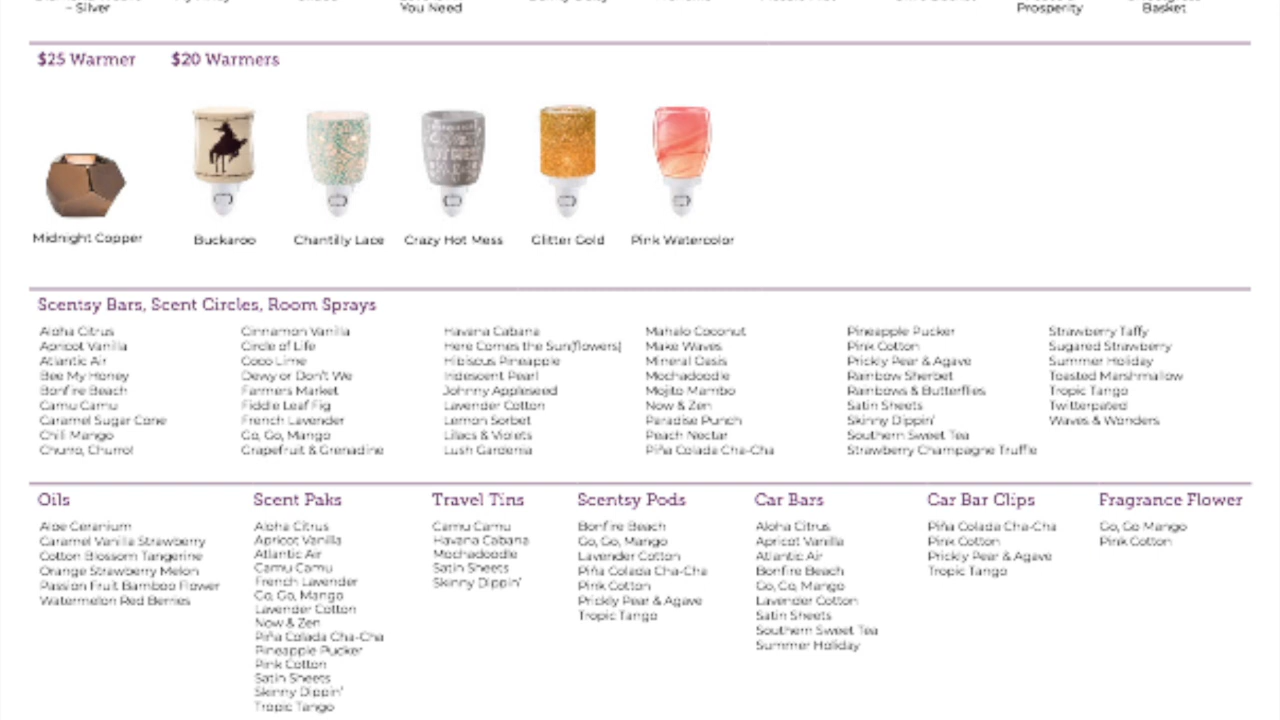 – Silver
You Need
Prosperity
Basket
$25 Warmer
$20 Warmers
Midnight Copper
Buckaroo
Chantilly Lace
Crazy Hot Mess
Glitter Gold
Pink Watercolor
Scentsy Bars, Scent Circles, Room Sprays
Aloha Citrus
Apricot Vanilla
Atlantic Air
Bee My Honey
Bonfire Beach
Camu Camu
Caramel Sugar Cone
Chili Mango
Churro, Churro!
Cinnamon Vanilla
Circle of Life
Coco Lime
Dewy or Don't We
Farmers Market
Fiddle Leaf Fig
French Lavender
Go, Go, Mango
Grapefruit & Grenadine
Havana Cabana
Here Comes the Sun(flowers)
Hibiscus Pineapple
Iridescent Pearl
Johnny Appleseed
Lavender Cotton
Lemon Sorbet
Lilacs & Violets
Lush Gardenia
Mahalo Coconut
Make Waves
Mineral Oasis
Mochadoodle
Mojito Mambo
Now & Zen
Paradise Punch
Peach Nectar
Piña Colada Cha-Cha
Pineapple Pucker
Pink Cotton
Prickly Pear & Agave
Rainbow Sherbet
Rainbows & Butterflies
Satin Sheets
Skinny Dippin'
Southern Sweet Tea
Strawberry Champagne Truffle
Strawberry Taffy
Sugared Strawberry
Summer Holiday
Toasted Marshmallow
Tropic Tango
Twitterpated
Waves & Wonders
Oils
Aloe Geranium
Caramel Vanilla Strawberry
Cotton Blossom Tangerine
Orange Strawberry Melon
Passion Fruit Bamboo Flower
Watermelon Red Berries
Scent Paks
Aloha Citrus
Apricot Vanilla
Atlantic Air
Camu Camu
French Lavender
Go, Go, Mango
Lavender Cotton
Now & Zen
Piña Colada Cha-Cha
Pineapple Pucker
Pink Cotton
Satin Sheets
Skinny Dippin'
Tropic Tango
Travel Tins
Camu Camu
Havana Cabana
Mochadoodle
Satin Sheets
Skinny Dippin'
Scentsy Pods
Bonfire Beach
Go, Go, Mango
Lavender Cotton
Piña Colada Cha-Cha
Pink Cotton
Prickly Pear & Agave
Tropic Tango
Car Bars
Aloha Citrus
Apricot Vanilla
Atlantic Air
Bonfire Beach
Go, Go, Mango
Lavender Cotton
Satin Sheets
Southern Sweet Tea
Summer Holiday
Car Bar Clips
Piña Colada Cha-Cha
Pink Cotton
Prickly Pear & Agave
Tropic Tango
Fragrance Flower
Go, Go Mango
Pink Cotton